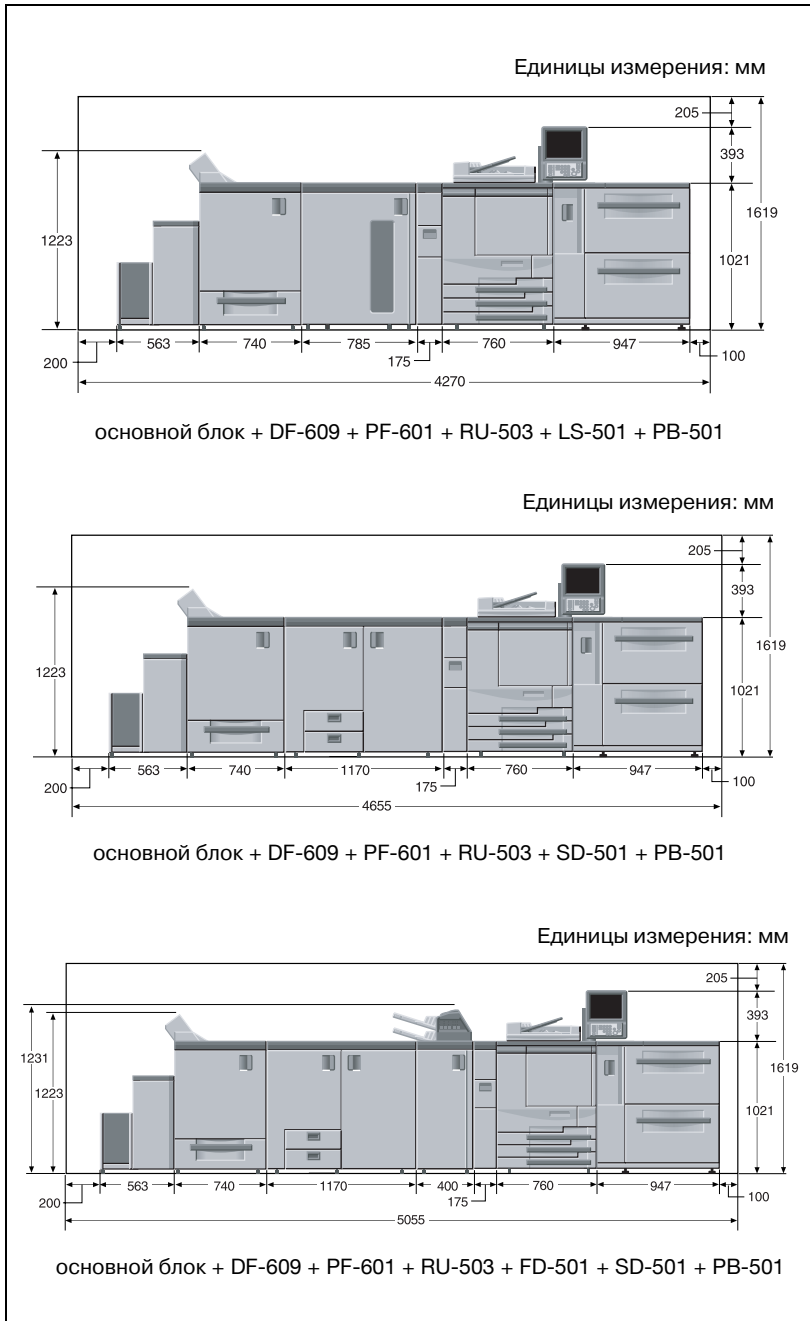 Единицы измерения: мм
205
393
1223
1619
1021
563 740 785 760 947
200 175 100
4270
основной блок + DF-609 + PF-601 + RU-503 + LS-501 + PB-501
Единицы измерения: мм
205
393
1223
1619
1021
563 740 1170 760 947
200 175 100
4655
основной блок + DF-609 + PF-601 + RU-503 + SD-501 + PB-501
Единицы измерения: мм
205
393
1231
1223
1619
1021
563 740 1170 400 760 947
200 175 100
5055
основной блок + DF-609 + PF-601 + RU-503 + FD-501 + SD-501 + PB-501